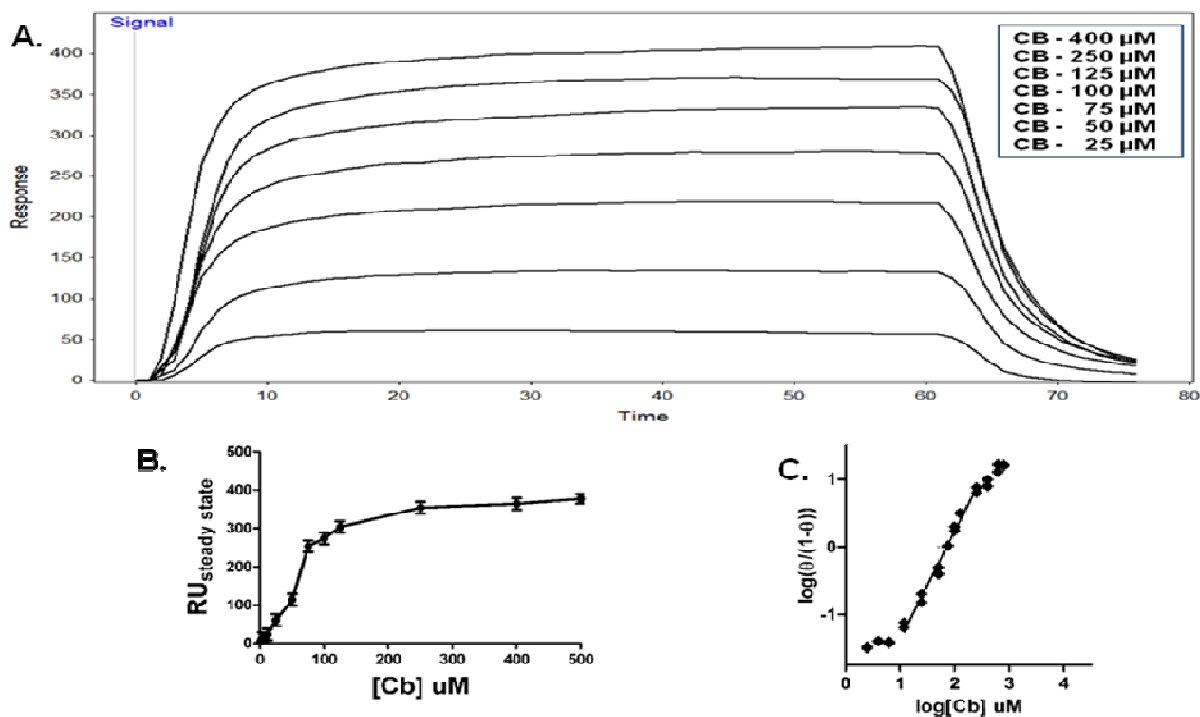 A.
Signal
400
350
300
250
200
150
100
50
0
Response
0 10 20 30 40 50 60 70 80
Time
CB - 400 µM
CB - 250 µM
CB - 125 µM
CB - 100 µM
CB - 75 µM
CB - 50 µM
CB - 25 µM
B.
500
400
300
200
100
0
RUsteady state
0 100 200 300 400 500
[Cb] uM
C.
1
0
-1
log(θ/(1-θ))
0 1 2 3 4
log[Cb] uM